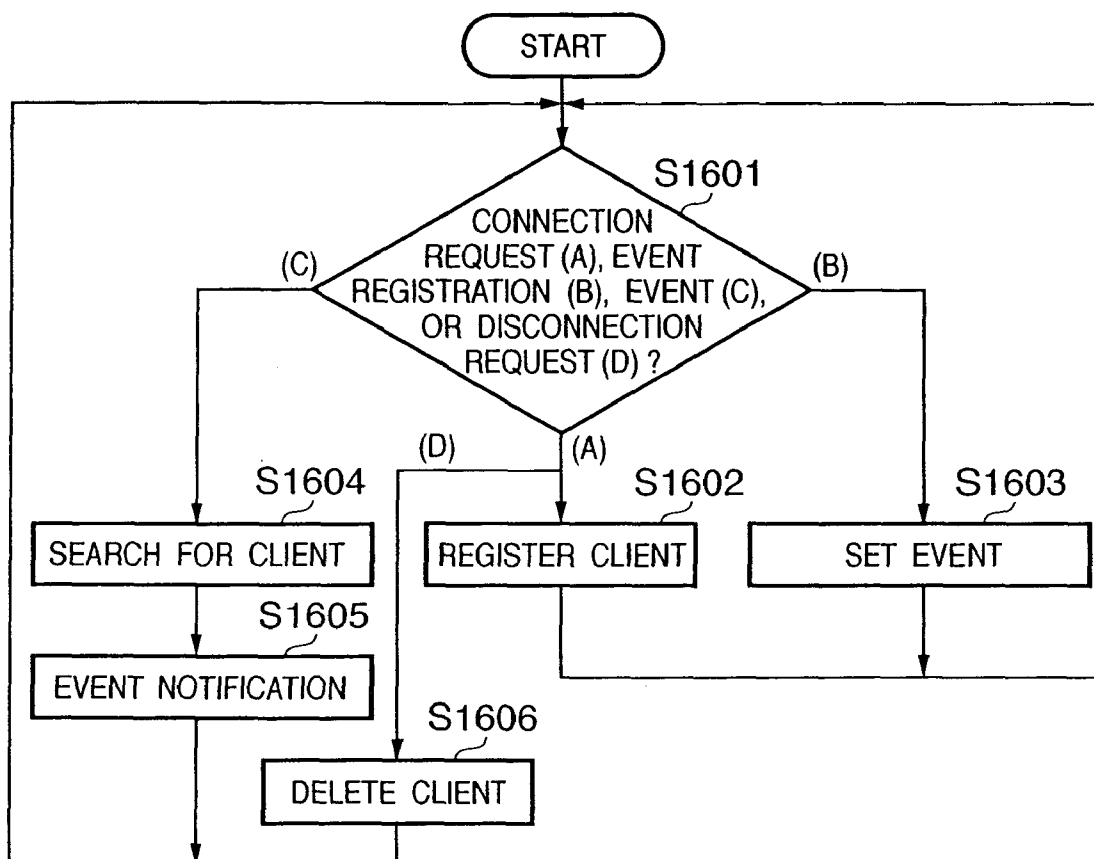 START
S1601
CONNECTION
REQUEST (A), EVENT
REGISTRATION (B), EVENT (C),
OR DISCONNECTION
REQUEST (D) ?
(C)
(B)
(D)
(A)
S1604
SEARCH FOR CLIENT
S1602
REGISTER CLIENT
S1603
SET EVENT
S1605
EVENT NOTIFICATION
S1606
DELETE CLIENT